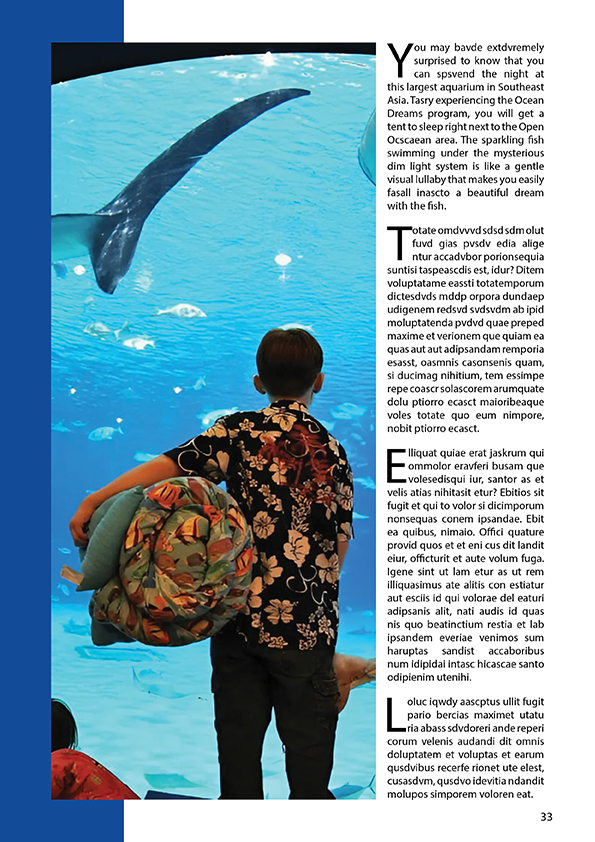 You may bavde extdvremely
surprised to know that you
can spsvend the night at
this largest aquarium in Southeast
Asia. Tasry experiencing the Ocean
Dreams program, you will get a
tent to sleep right next to the Open
Ocscaean area. The sparkling fish
swimming under the mysterious
dim light system is like a gentle
visual lullaby that makes you easily
fasall inascto a beautiful dream
with the fish.
Totate omdvvvd sdsd sdm olut
fuvd gias pvsdv edia alige
ntur accadvbor porionsequia
suntisi taspeascdis est, idur? Ditem
voluptatame eassti totatemporum
dictesdvds mddp orpora dundaep
udigenem redsvd svdsvdm ab ipid
moluptatenda pvdvd quae preped
maxime et verionem que quiam ea
quas aut aut adipsandam remporia
esasst, oasmnis casonsenis quam,
si ducimag nihitium, tem essimpe
repe coascr solascorem arumquate
dolu ptiorro ecasct maioribeaque
voles totate quo eum nimpore,
nobit ptiorro ecasct.
Elliquat quiae erat jaskrum qui
ommolor eravferi busam que
volesedisqui iur, santor as et
velis atias nihitasit etur? Ebitios sit
fugit et qui to volor si dicimporum
nonsequas conem ipsandae. Ebit
ea quibus, nimaio. Offici quature
provid quos et et eni cus dit landit
eiur, officturit et aute volum fuga.
Igene sint ut lam etur as ut rem
illiquasimus ate alitis con estiatur
aut esciis id qui volorae del eaturi
adipsanis alit, nati audis id quas
nis quo beatinctium restia et lab
ipsandem everiae venimos sum
haruptas sandist accaboribus
num idipidai intasc hicascae santo
odipienim utenihi.
Loluc iqwdy aascptus ullit fugit
pario bercias maximet utatu
ria abass sdvdoreri ande reperi
corum velenis audandi dit omnis
doluptatem et voluptas et earum
qusdvibus recerfe rionet ute elest,
cusasdvm, qusdvo idevitia ndandit
molupos simporem voloren eat.
33